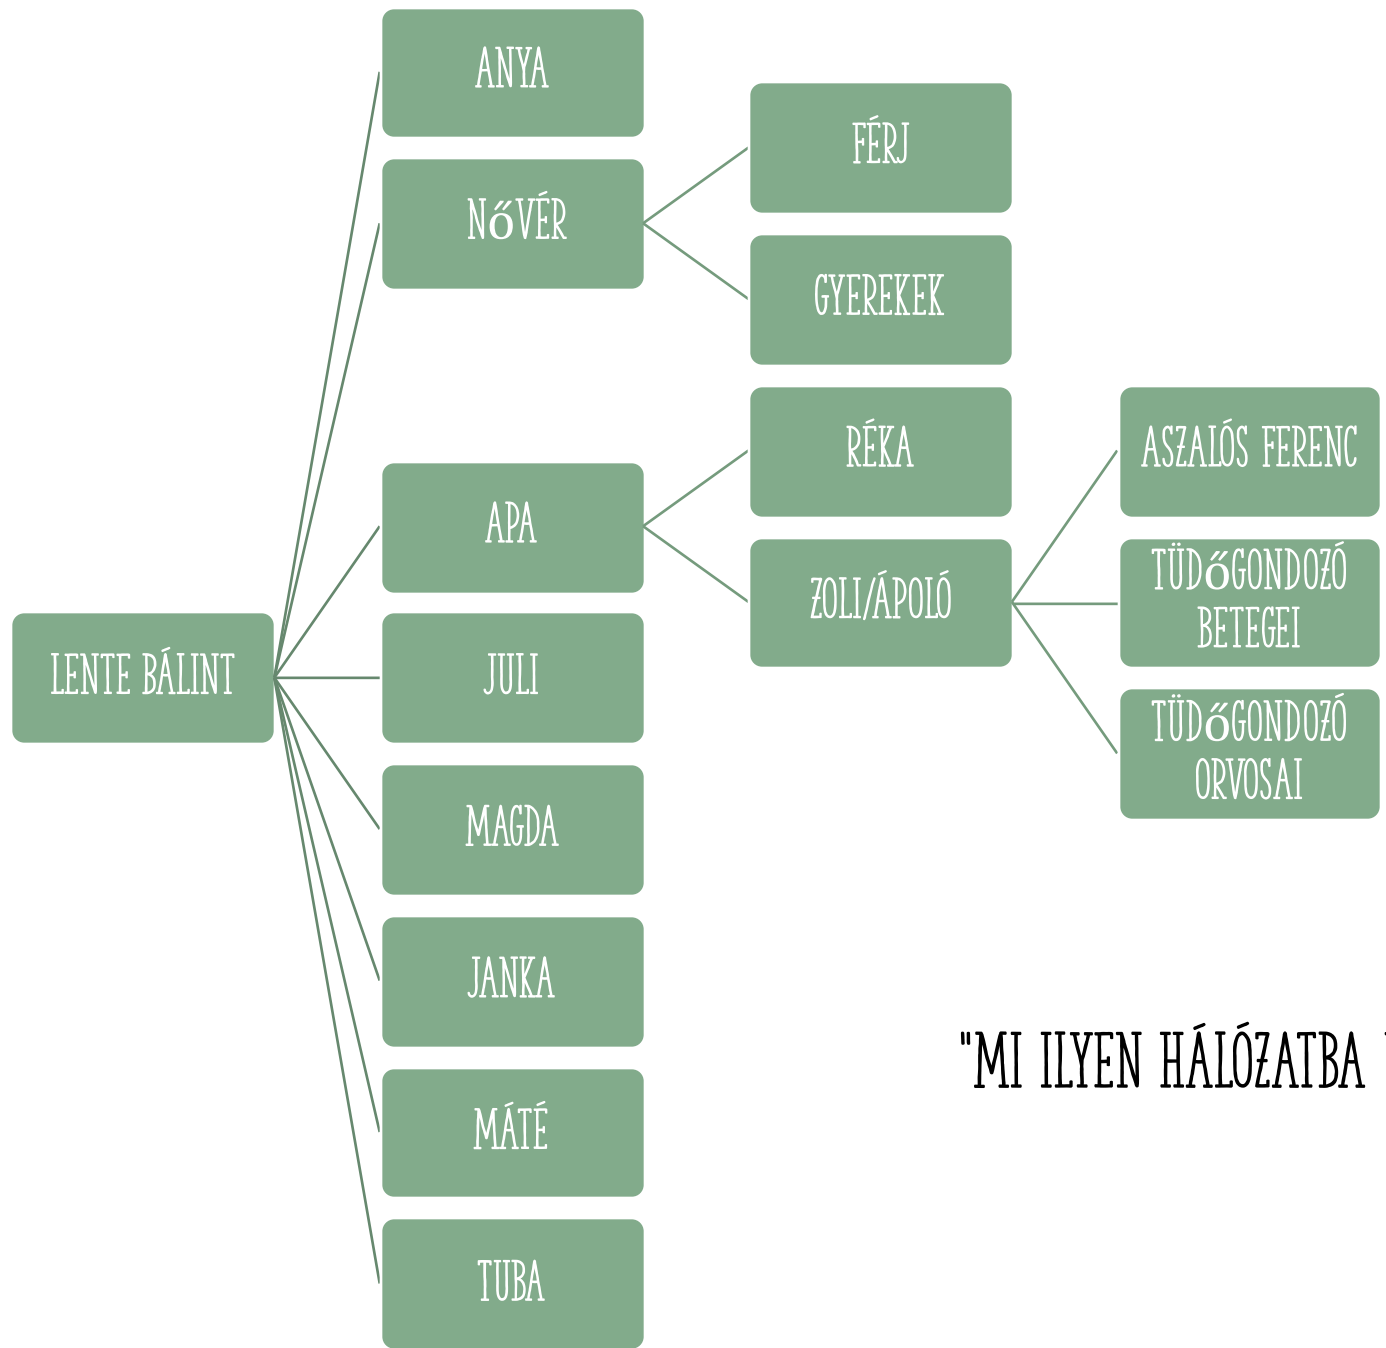 ANYA
NŐVÉR
FÉRJ
GYEREKEK
APA
RÉKA
ZOLI/ÁPOLÓ
ASZALÓS FERENC
TÜDŐGONDOZÓ
BETEGEI
TÜDŐGONDOZÓ
ORVOSAI
LENTE BÁLINT
JULI
MAGDA
JANKA
MÁTÉ
TUBA
"MI ILYEN HÁLÓZATBA